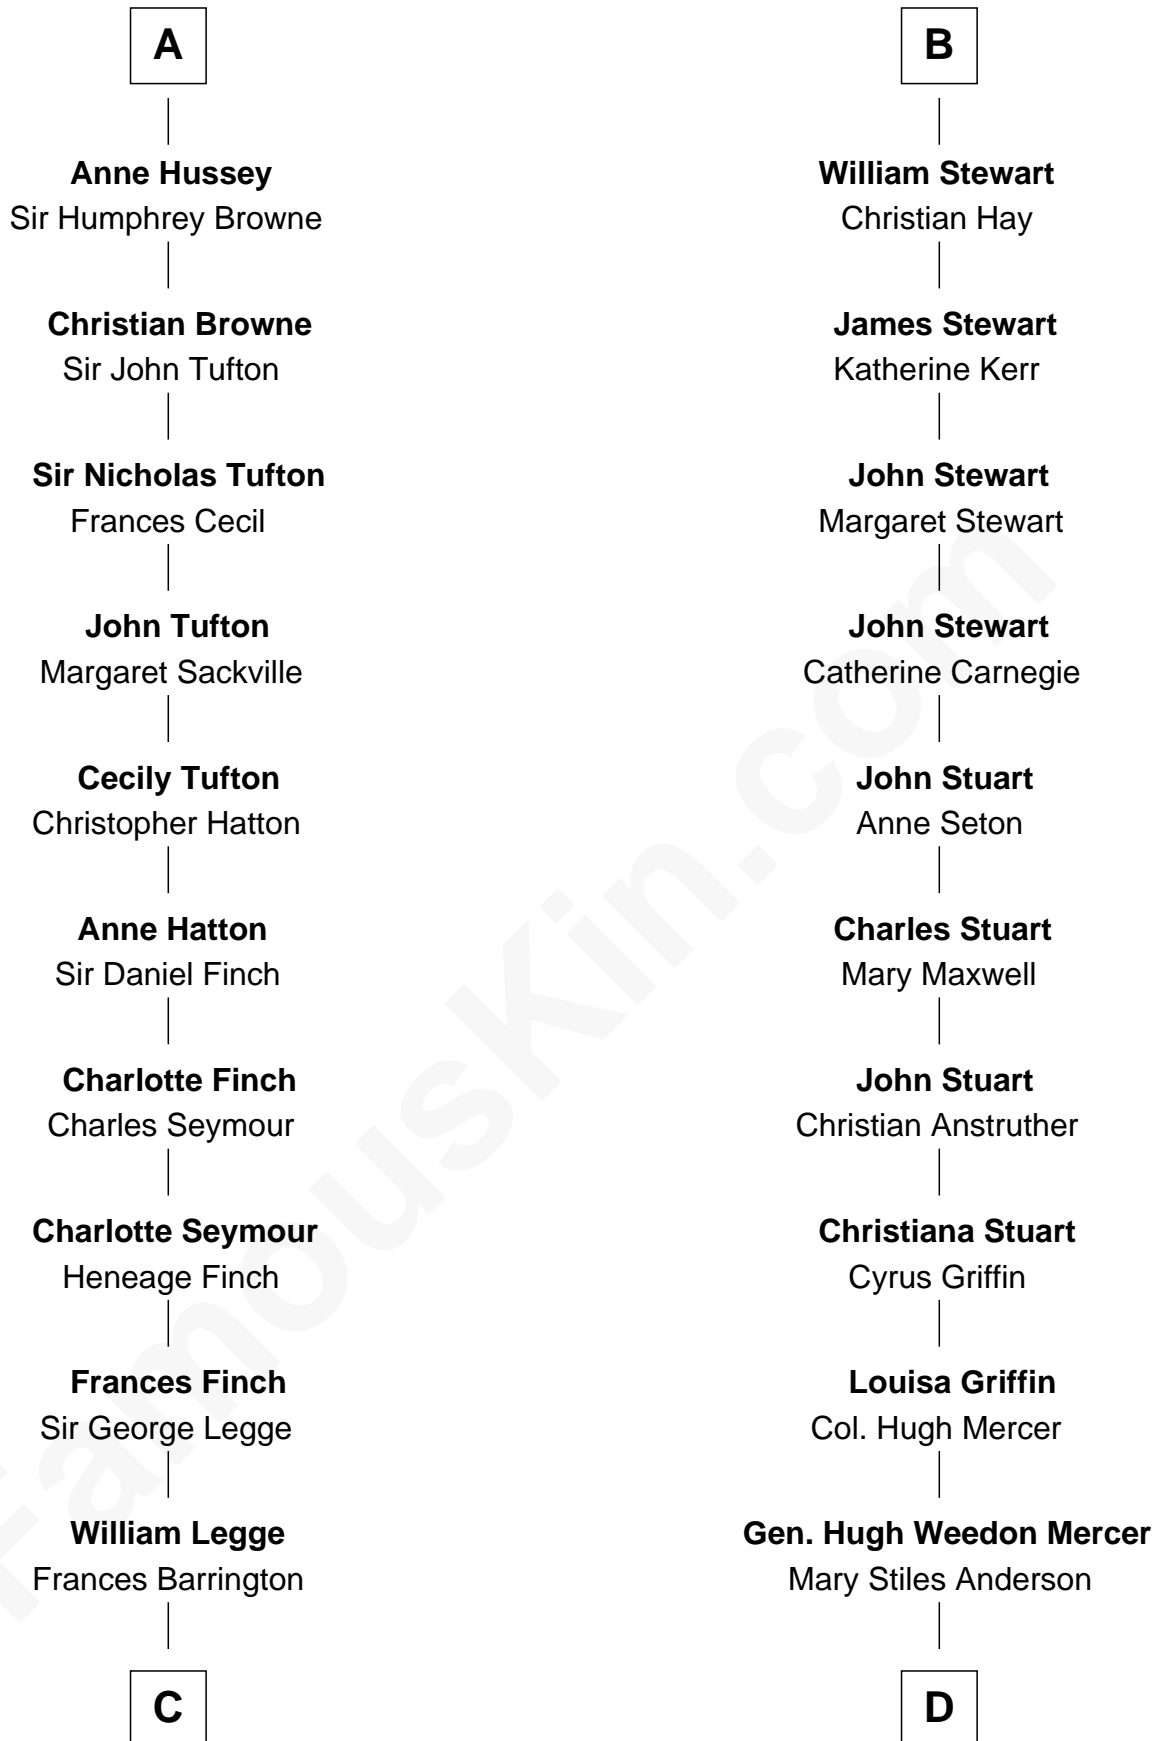 A
Anne Hussey
Sir Humphrey Browne
Christian Browne
Sir John Tufton
Sir Nicholas Tufton
Frances Cecil
John Tufton
Margaret Sackville
Cecily Tufton
Christopher Hatton
Anne Hatton
Sir Daniel Finch
Charlotte Finch
Charles Seymour
Charlotte Seymour
Heneage Finch
Frances Finch
Sir George Legge
William Legge
Frances Barrington
C
B
William Stewart
Christian Hay
James Stewart
Katherine Kerr
John Stewart
Margaret Stewart
John Stewart
Catherine Carnegie
John Stuart
Anne Seton
Charles Stuart
Mary Maxwell
John Stuart
Christian Anstruther
Christiana Stuart
Cyrus Griffin
Louisa Griffin
Col. Hugh Mercer
Gen. Hugh Weedon Mercer
Mary Stiles Anderson
D
FamousKin.com